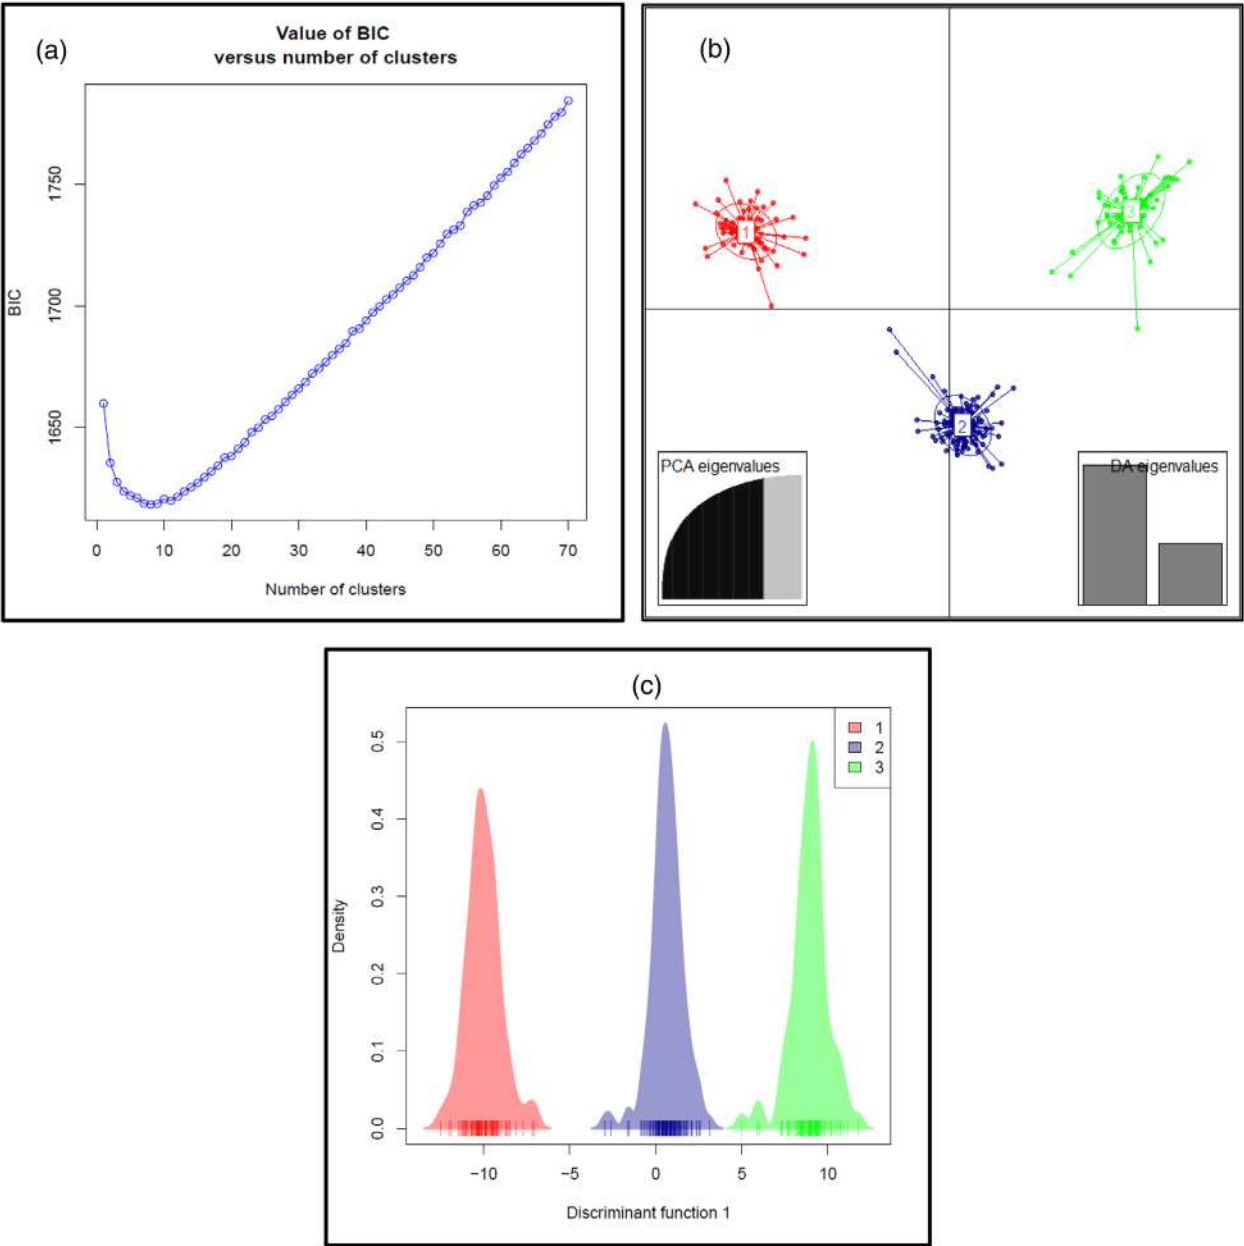 (a)
Value of BIC
versus number of clusters
BIC
1750
1700
1650
0 10 20 30 40 50 60 70
Number of clusters
(b)
1
3
2
PCA eigenvalues
DA eigenvalues
(c)
1
2
3
Density
0.5
0.4
0.3
0.2
0.1
0.0
−10 −5 0 5 10
Discriminant function 1